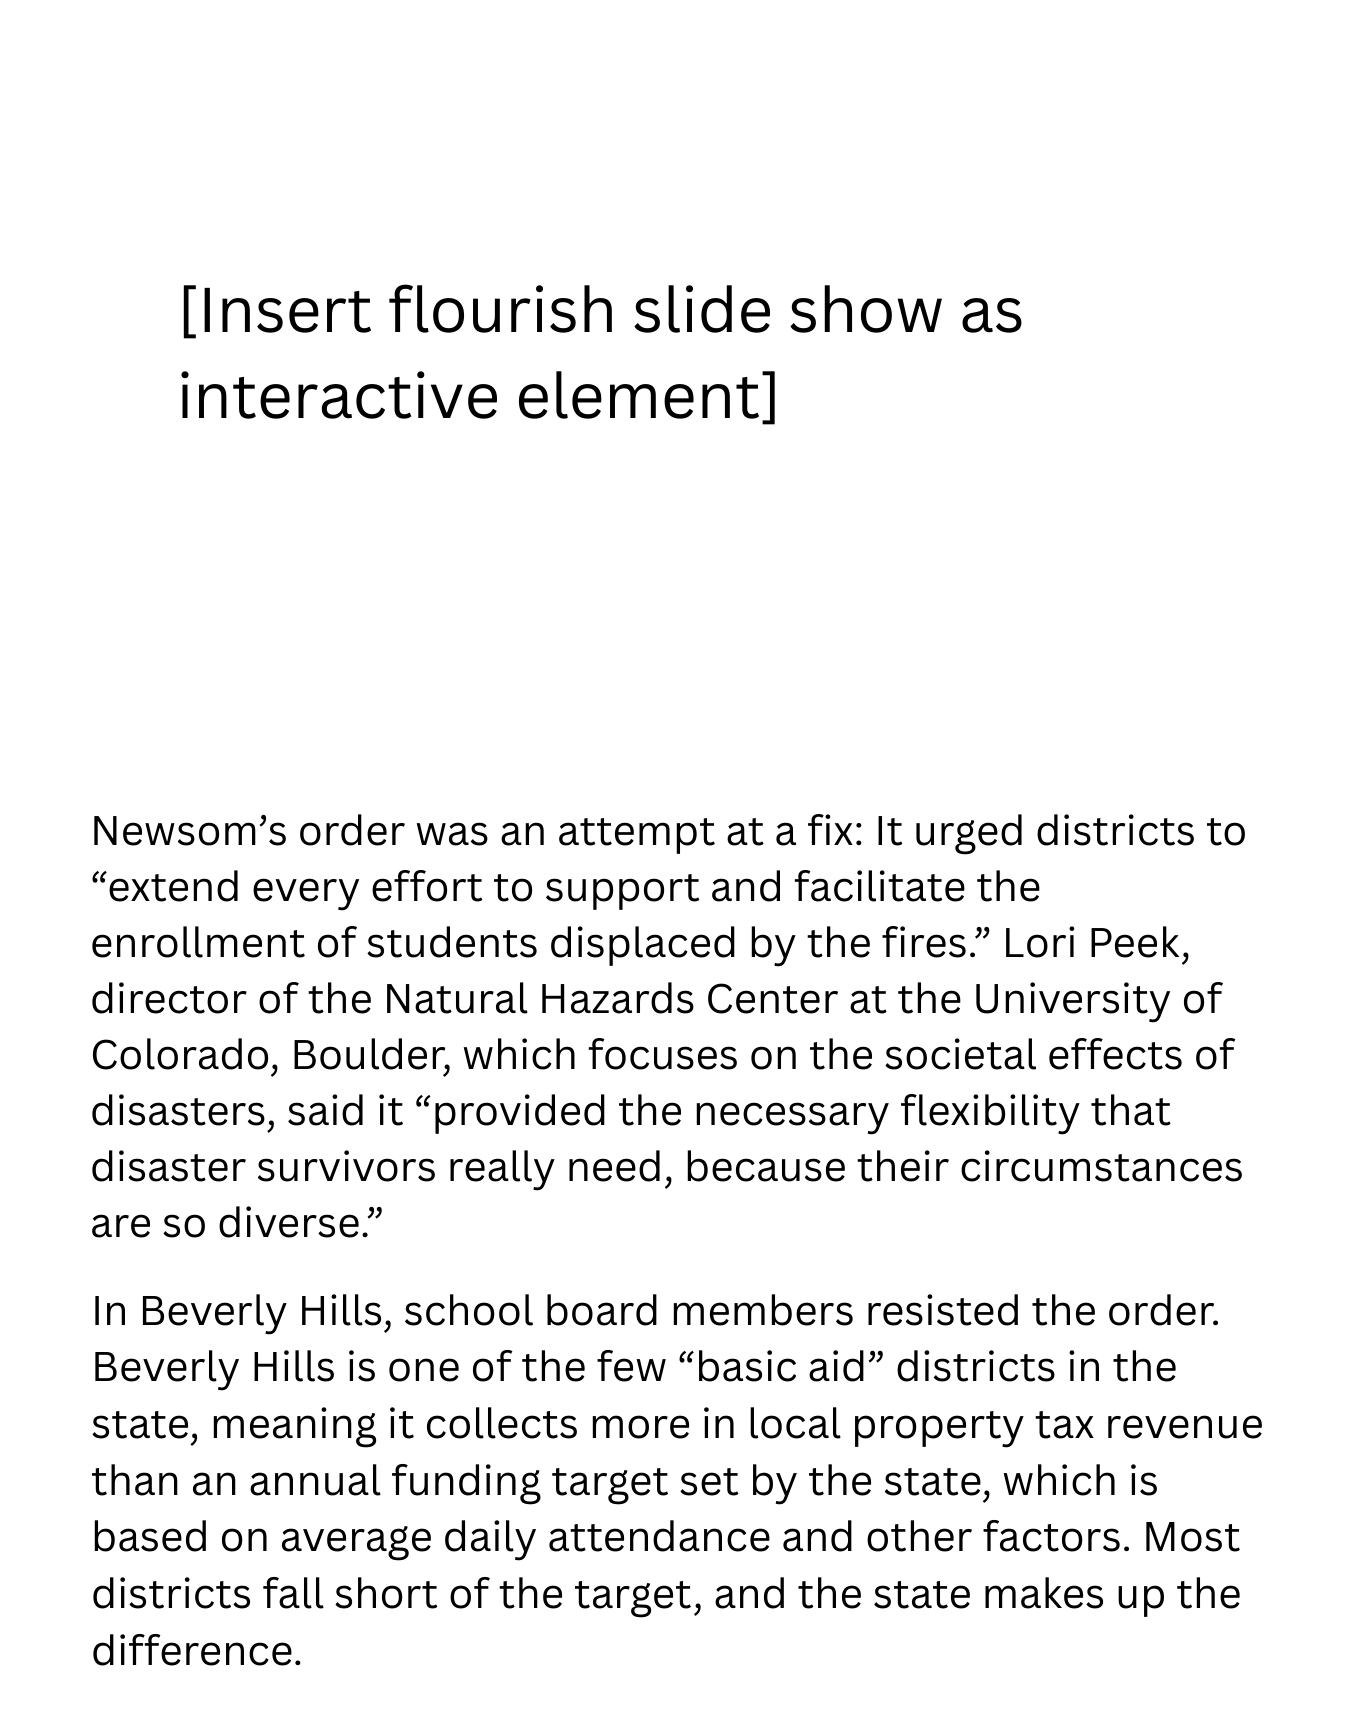 [Insert flourish slide show as
interactive element]
Newsom’s order was an attempt at a fix: It urged districts to
“extend every effort to support and facilitate the
enrollment of students displaced by the fires.” Lori Peek,
director of the Natural Hazards Center at the University of
Colorado, Boulder, which focuses on the societal effects of
disasters, said it “provided the necessary flexibility that
disaster survivors really need, because their circumstances
are so diverse.”
In Beverly Hills, school board members resisted the order.
Beverly Hills is one of the few “basic aid” districts in the
state, meaning it collects more in local property tax revenue
than an annual funding target set by the state, which is
based on average daily attendance and other factors. Most
districts fall short of the target, and the state makes up the
difference.